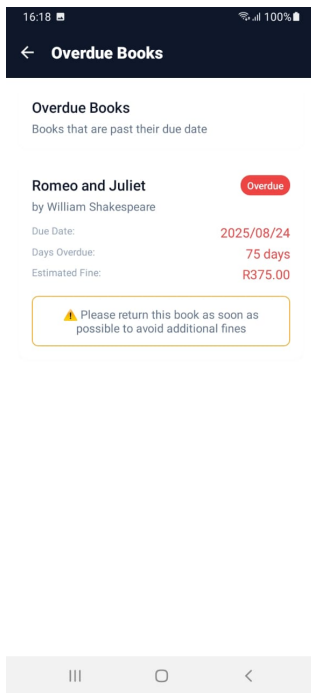 16:18 100%
Overdue Books
Overdue Books
Books that are past their due date
Romeo and Juliet Overdue
by William Shakespeare
Due Date: 2025/08/24
Days Overdue: 75 days
Estimated Fine: R375.00
⚠️ Please return this book as soon as
possible to avoid additional fines